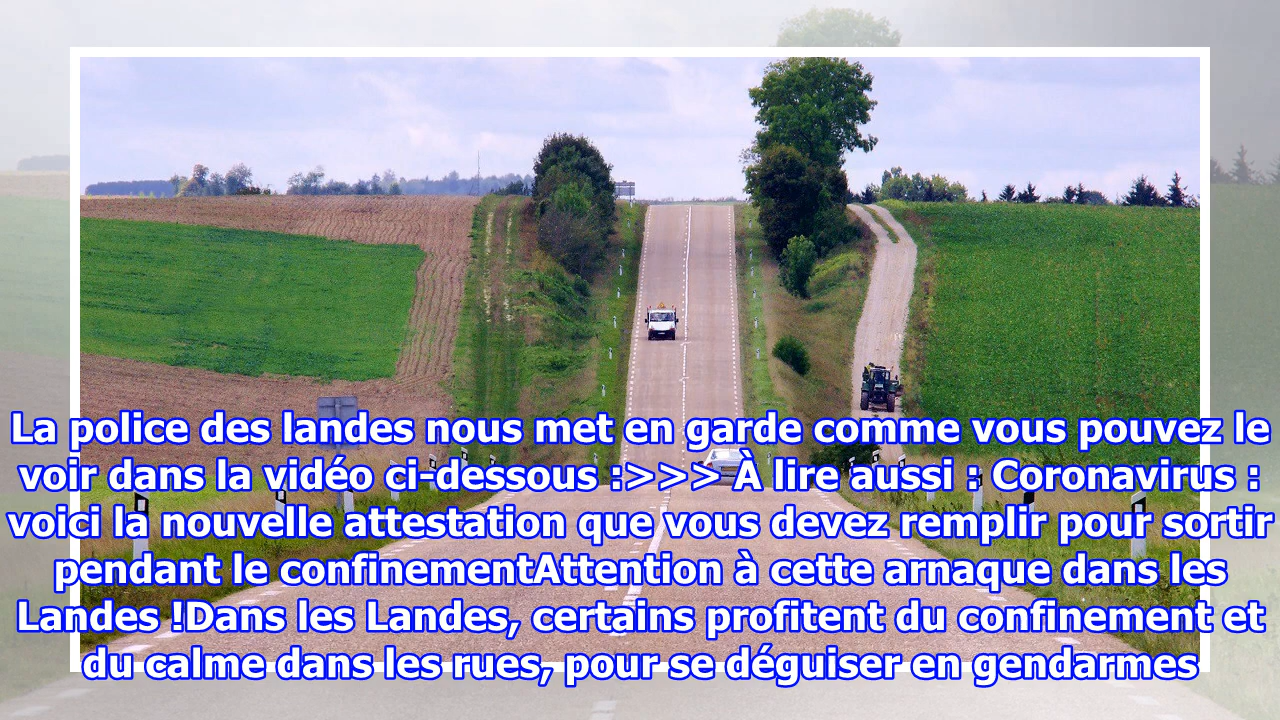 La police des landes nous met en garde comme vous pouvez le
voir dans la vidéo ci-dessous :>>> À lire aussi : Coronavirus :
voici la nouvelle attestation que vous devez remplir pour sortir
pendant le confinementAttention à cette arnaque dans les
Landes !Dans les Landes, certains profitent du confinement et
du calme dans les rues, pour se déguiser en gendarmes